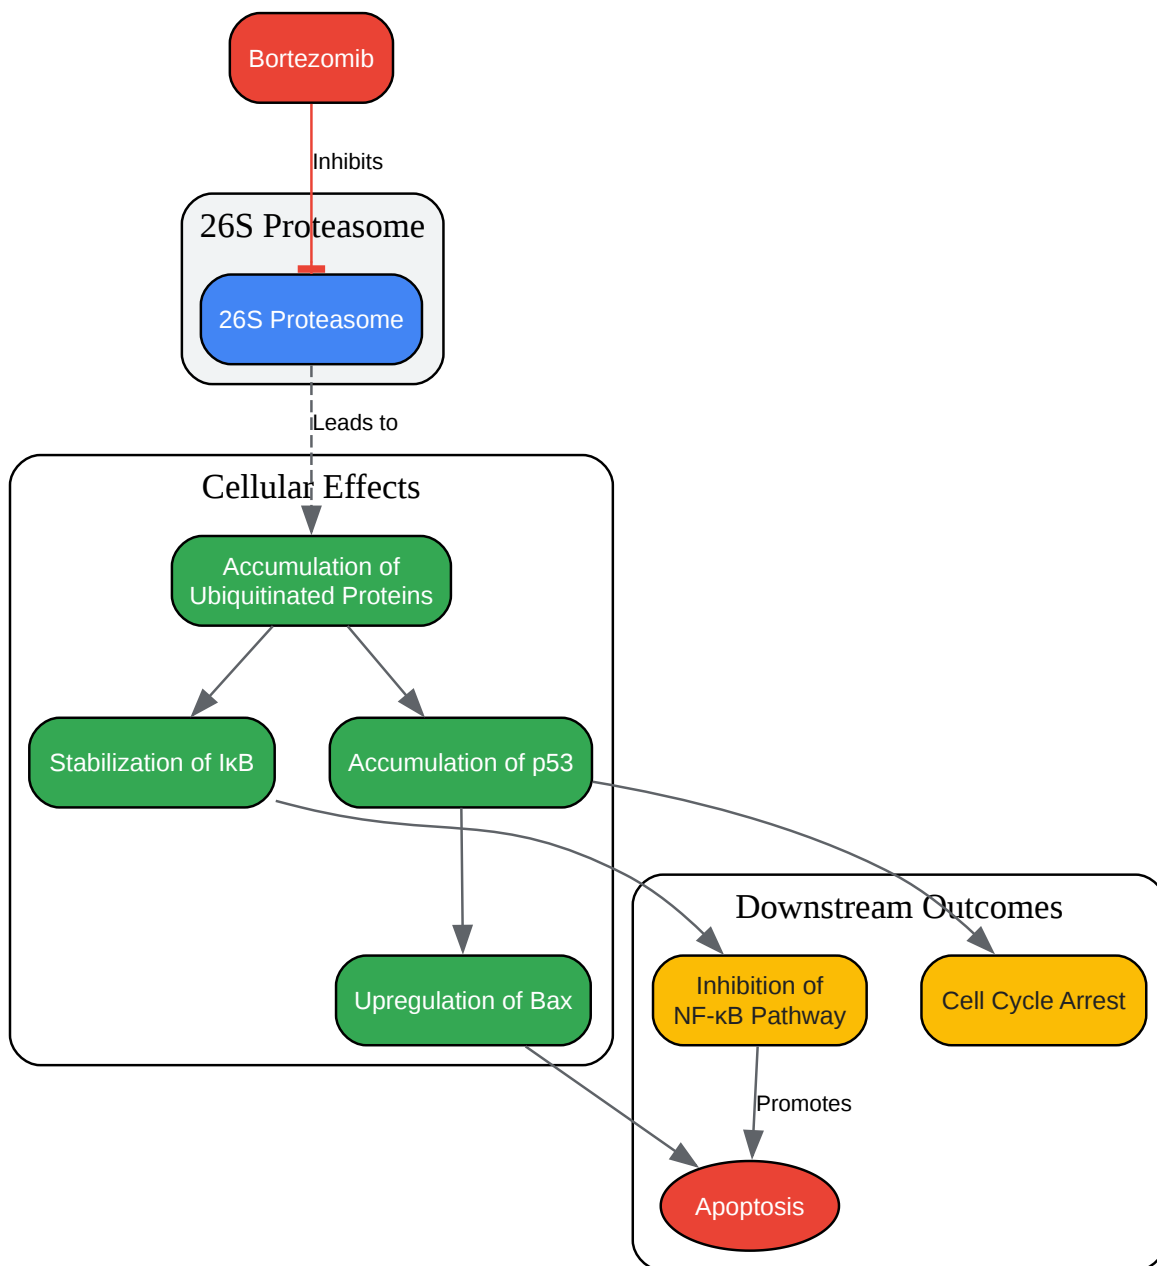 Bortezomib
Inhibits
26S Proteasome
26S Proteasome
Leads to
Cellular Effects
Accumulation of
Ubiquitinated Proteins
Stabilization of IκB
Accumulation of p53
Downstream Outcomes
Upregulation of Bax
Inhibition of
NF-κB Pathway
Cell Cycle Arrest
Promotes
Apoptosis